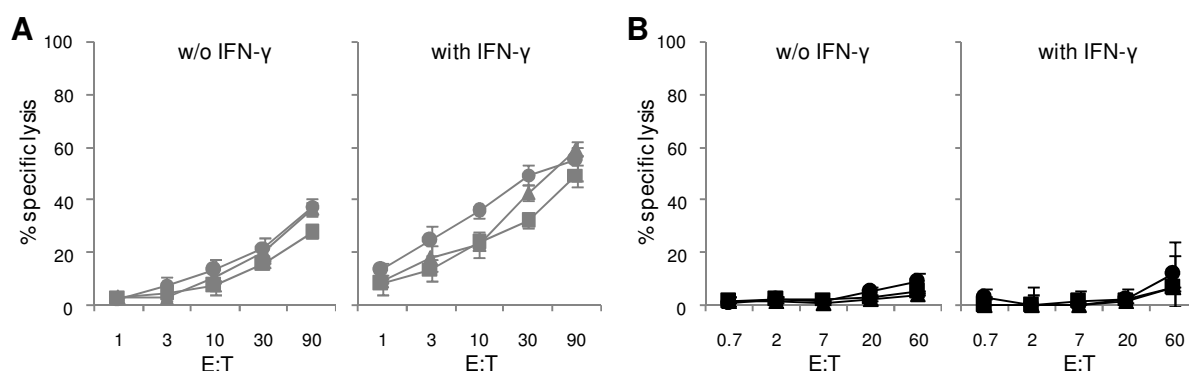 A
% specific lysis
100
80
60
40
20
0
w/o IFN-γ
1 3 10 30 90
E:T
with IFN-γ
1 3 10 30 90
E:T
B
% specific lysis
100
80
60
40
20
0
w/o IFN-γ
0.7 2 7 20 60
E:T
with IFN-γ
0.7 2 7 20 60
E:T